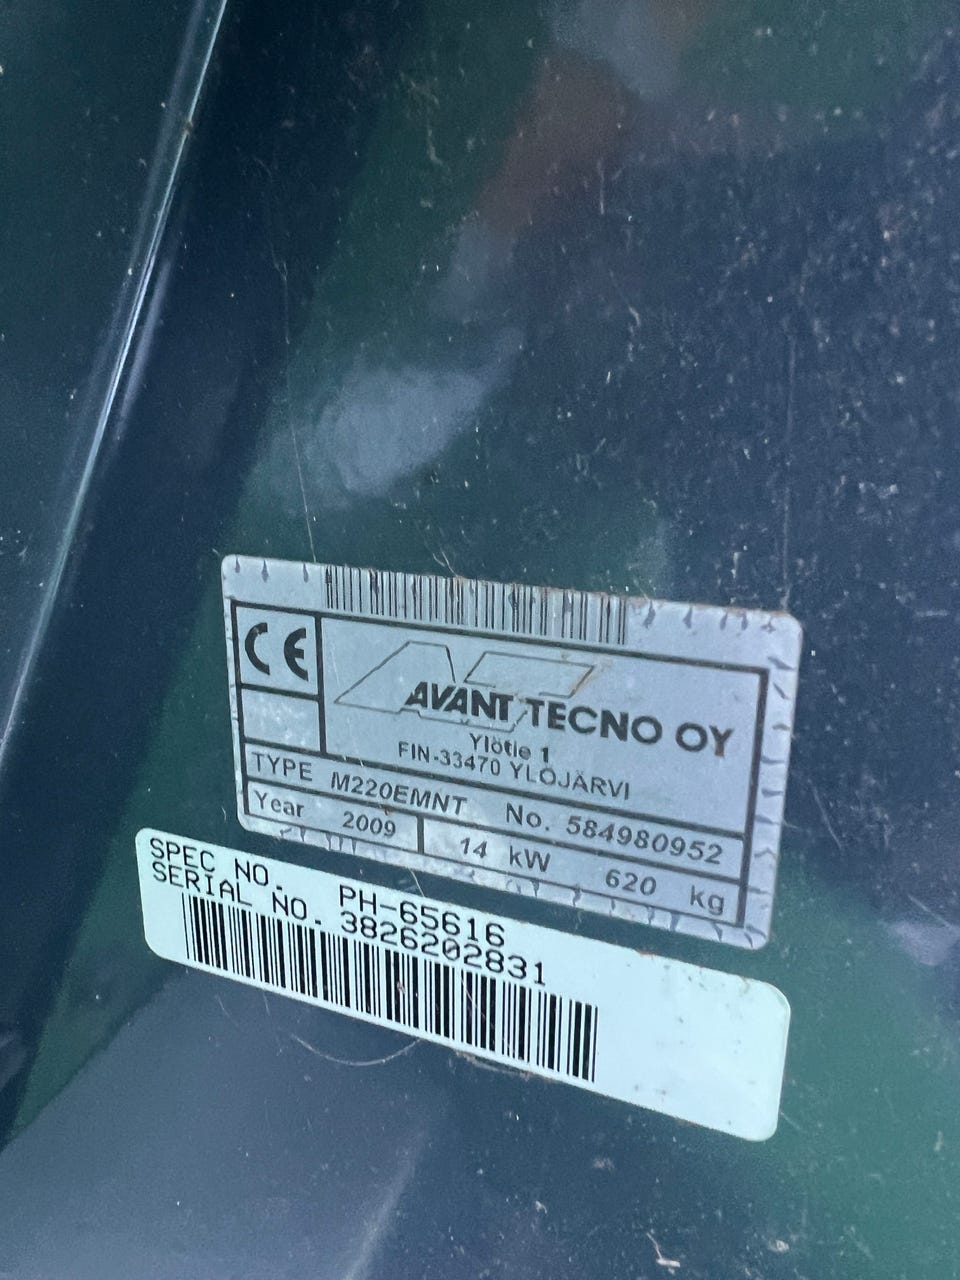 CE
AVANT TECNO OY
Ylötie 1
FIN-33470 YLÖJÄRVI
TYPE M220EMNT No. 584980952
Year 2009 14 kW 620 kg
SPEC NO. PH-65616
SERIAL NO. 3826202831